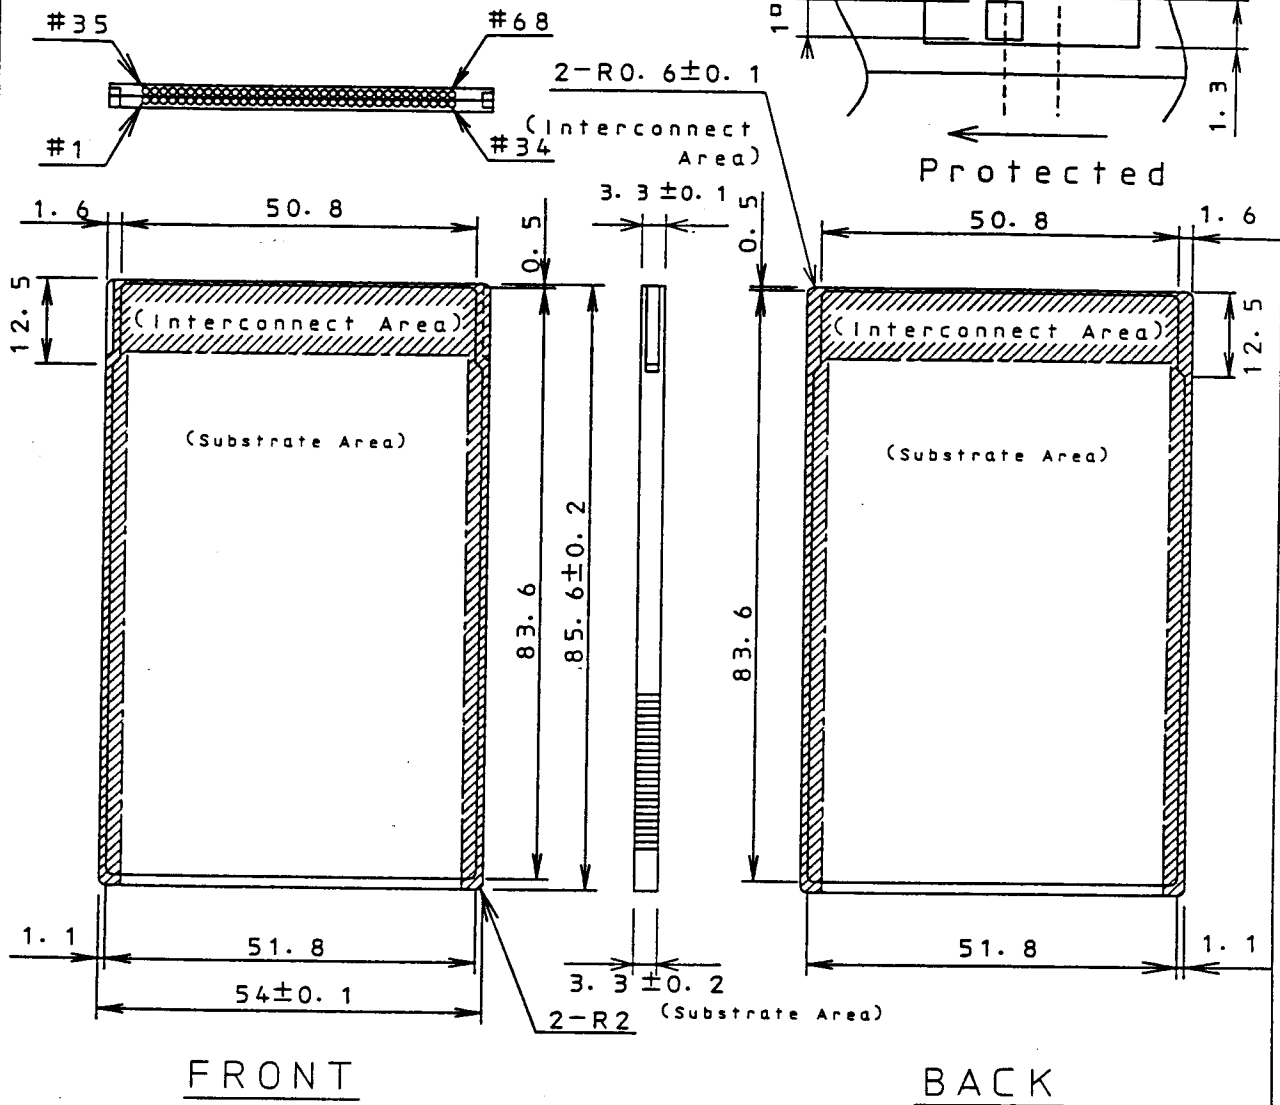 #35
#68
#1
#34
1.3
Protected
2-R0.6±0.1
(Interconnect
Area)
3.3±0.1
1.6
50.8
0.5
0.5
50.8
1.6
12.5
(Interconnect Area)
(Interconnect Area)
12.5
(Substrate Area)
(Substrate Area)
83.6
85.6±0.2
83.6
1.1
51.8
54±0.1
3.3±0.2
(Substrate Area)
2-R2
51.8
1.1
FRONT
BACK